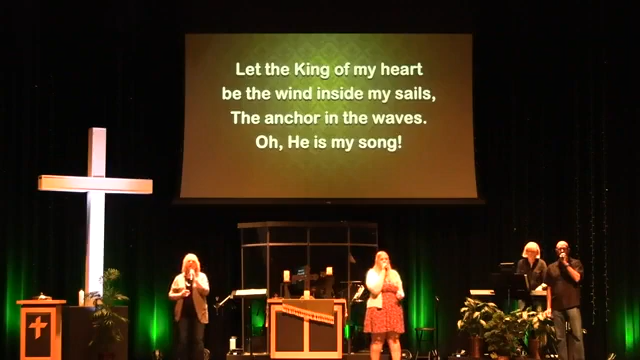 Let the King of my heart
be the wind inside my sails,
The anchor in the waves.
Oh, He is my song!